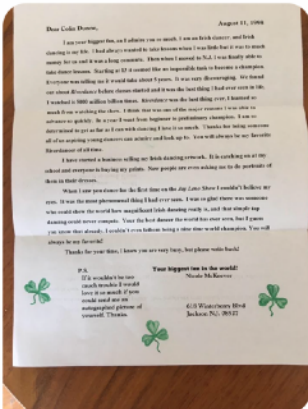 Dear Colin Dunne,
August 11, 1998
I am your biggest fan, and I admire you so much. I am an Irish dancer, and Irish
dancing is my life. I had always wanted to take lessons when I was little but it was to much
money for us and it was a long commute. Then when I moved to N.J. I was finally able to
take dance lessons. Starting at 12 it seemed like an impossible task to become a champion.
Everyone was telling me it would take about 5 years. It was very discouraging. We found
out about Riverdance before classes started and it was the best thing I had ever seen in life.
I watched it 5000 million billion times. Riverdance was the best thing ever. I learned so
much from watching the show. I think that was one of the major reasons I was able to
advance so quickly. In a year I went from beginner to preliminary champion. I am so
determined to get as far as I can with dancing I love it so much. Thanks for being someone
all of us aspiring young dancers can admire and look up to. You will always be my favorite
Riverdancer of all time.
I have started a business selling my Irish dancing artwork. It is catching on at my
school and everyone is buying my prints. Now people are even asking me to do portraits of
them in their dresses.
When I saw you dance for the first time on the Jay Leno Show I couldn't believe my
eyes. It was the most phenomenal thing I had ever seen. I was so glad there was someone
who could show the world how magnificent Irish dancing really is, and that simple tap
dancing could never compete. Your the best dancer the world has ever seen, but I guess
you know that already. I couldn't even fathom being a nine time world champion. You will
always be my favorite!
Thanks for your time, I know you are very busy, but please write back!
P.S.
If it wouldn't be too
much trouble I would
love it so much if you
could send me an
autographed picture of
yourself. Thanks.
Your biggest fan in the world!
Nicole McKeever
Jackson N.J.